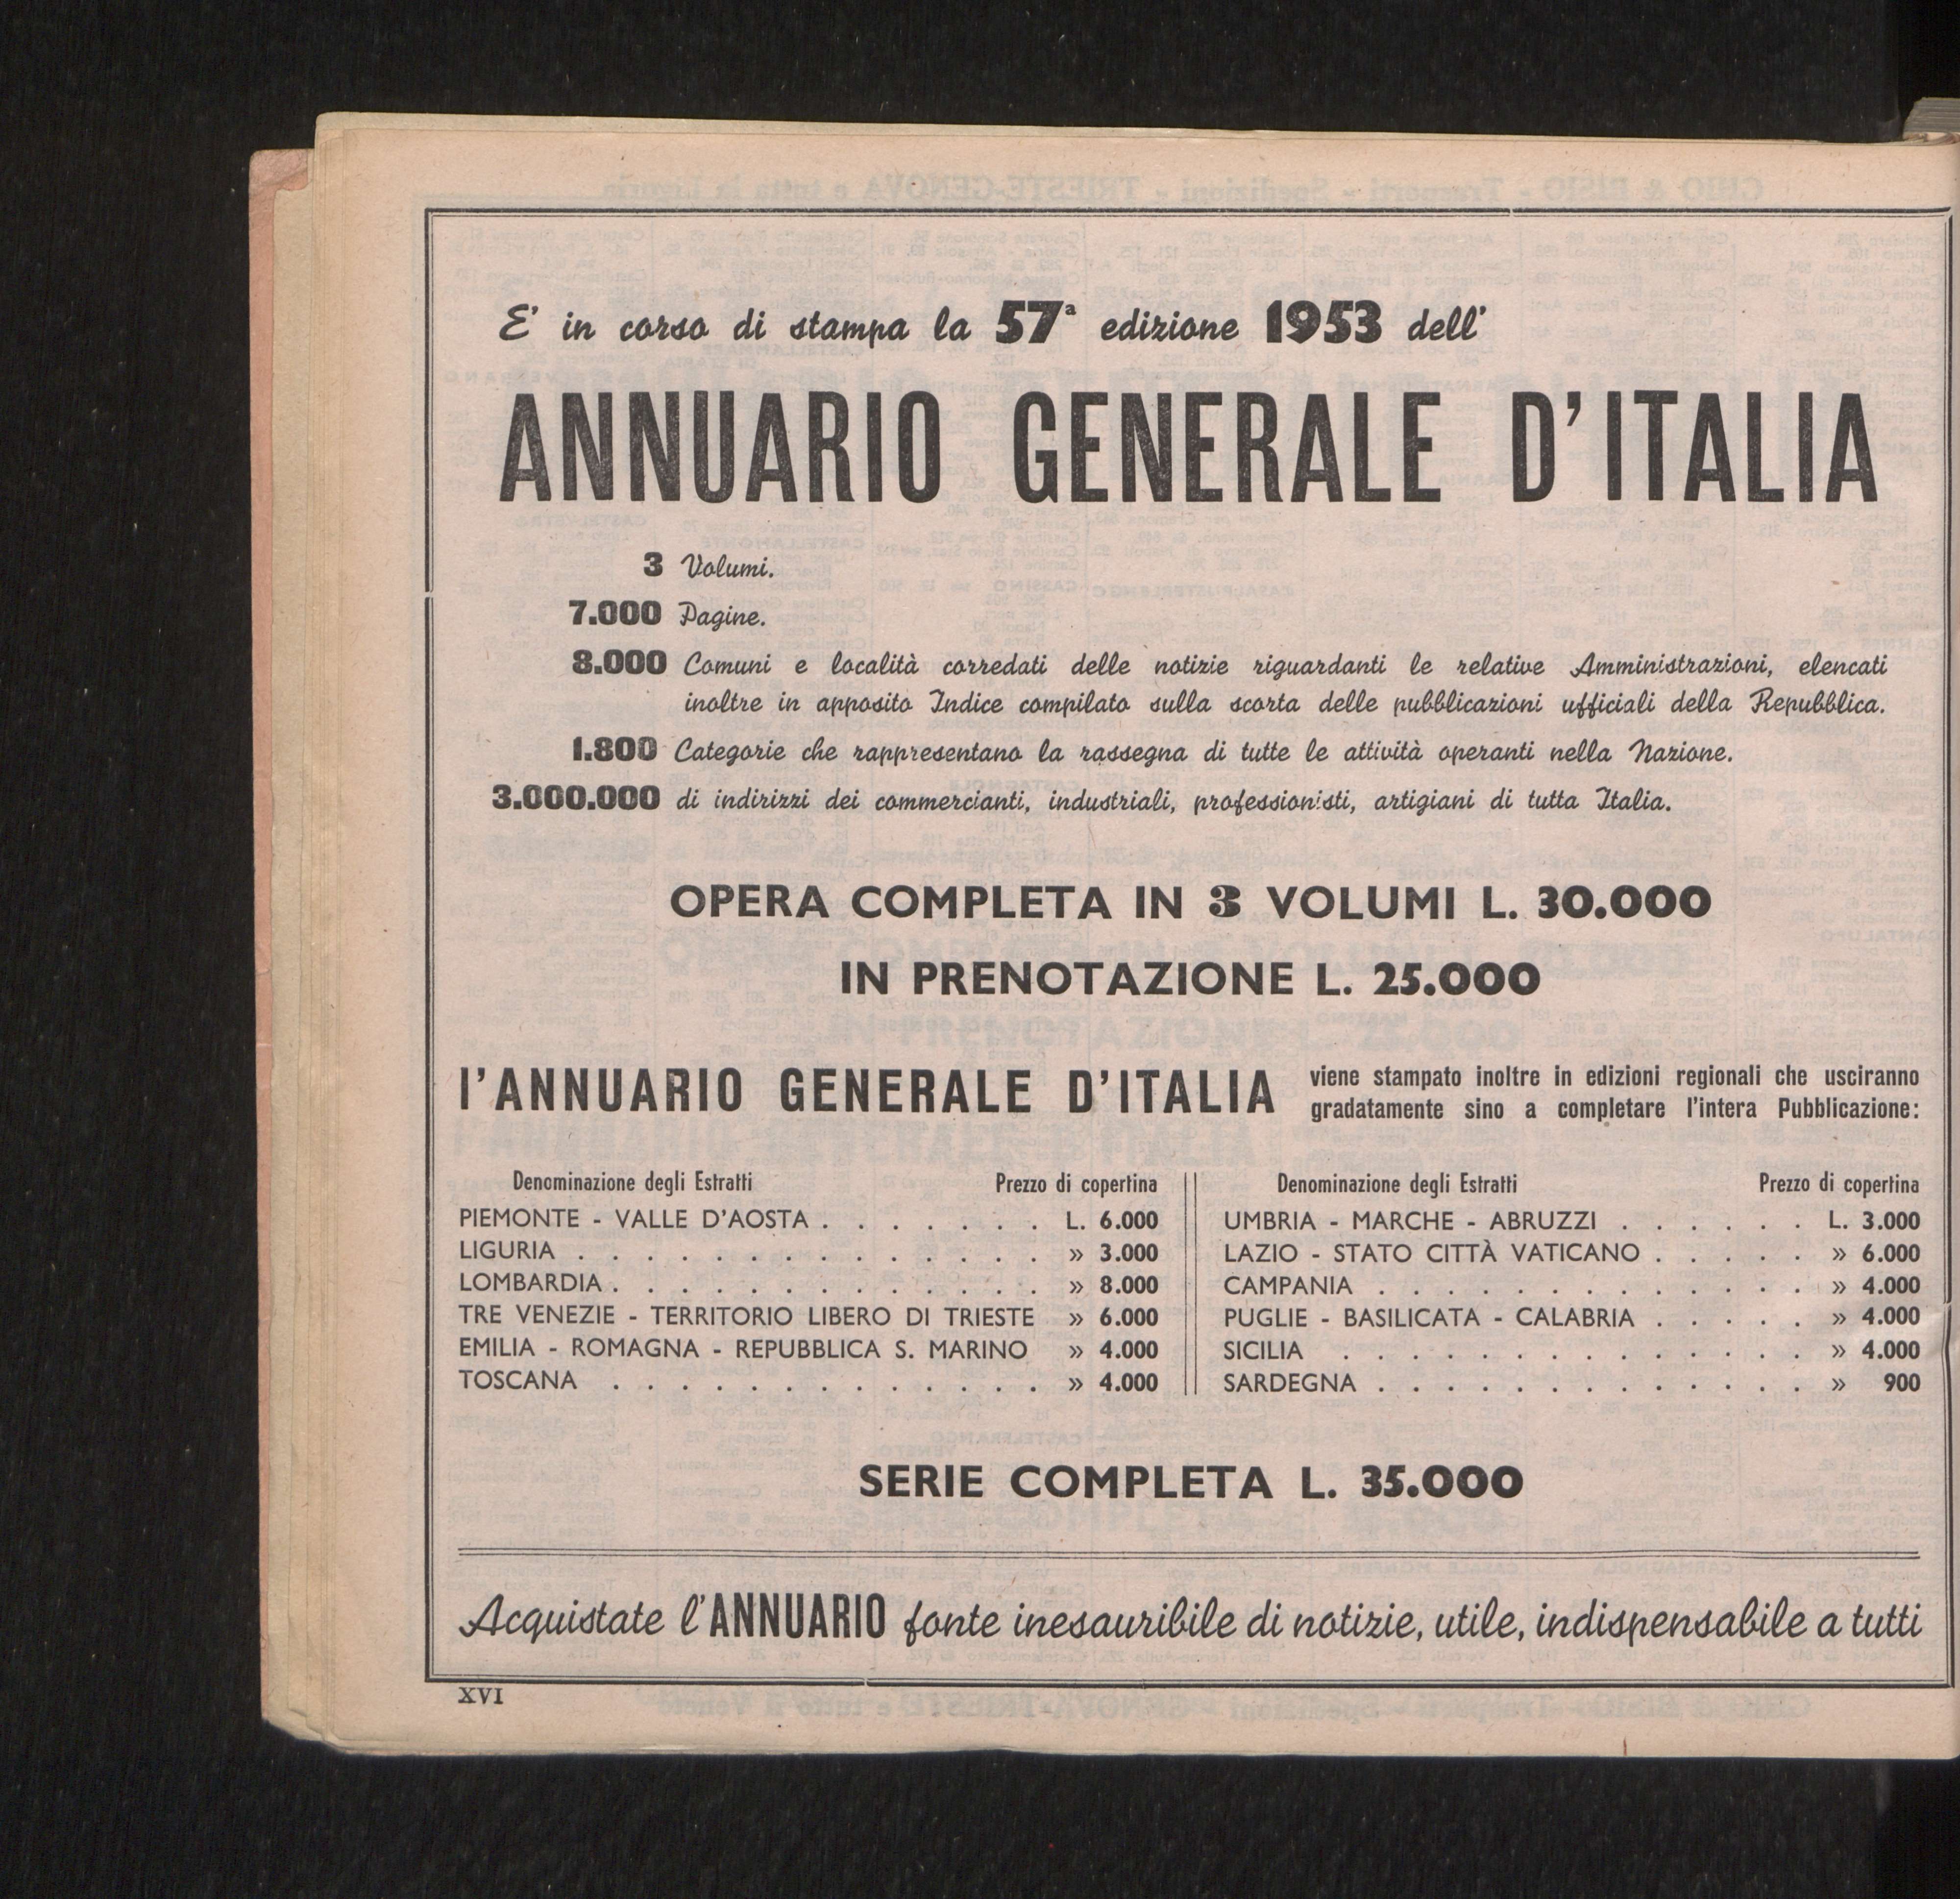 E' in corso di stampa la 57ª edizione 1953 dell'
ANNUARIO GENERALE D'ITALIA
3 Volumi.
7.000 Pagine.
8.000 Comuni e località corredati delle notizie riguardanti le relative Amministrazioni, elencati
inoltre in apposito Indice compilato sulla scorta delle pubblicazioni ufficiali della Repubblica.
1.800 Categorie che rappresentano la rassegna di tutte le attività operanti nella Nazione.
3.000.000 di indirizzi dei commercianti, industriali, professionisti, artigiani di tutta Italia.
OPERA COMPLETA IN 3 VOLUMI L. 30.000
IN PRENOTAZIONE L. 25.000
l'ANNUARIO GENERALE D'ITALIA viene stampato inoltre in edizioni regionali che usciranno
gradatamente sino a completare l'intera Pubblicazione:
Denominazione degli Estratti Prezzo di copertina
PIEMONTE - VALLE D'AOSTA . . . . . . . L. 6.000
LIGURIA . . . . . . . . . . . . . . » 3.000
LOMBARDIA . . . . . . . . . . . . . » 8.000
TRE VENEZIE - TERRITORIO LIBERO DI TRIESTE » 6.000
EMILIA - ROMAGNA - REPUBBLICA S. MARINO » 4.000
TOSCANA . . . . . . . . . . . . . » 4.000
Denominazione degli Estratti Prezzo di copertina
UMBRIA - MARCHE - ABRUZZI . . . . . . L. 3.000
LAZIO - STATO CITTÀ VATICANO . . . . . » 6.000
CAMPANIA . . . . . . . . . . . . . » 4.000
PUGLIE - BASILICATA - CALABRIA . . . . . » 4.000
SICILIA . . . . . . . . . . . . . . » 4.000
SARDEGNA . . . . . . . . . . . . . » 900
SERIE COMPLETA L. 35.000
Acquistate l'ANNUARIO fonte inesauribile di notizie, utile, indispensabile a tutti
XVI